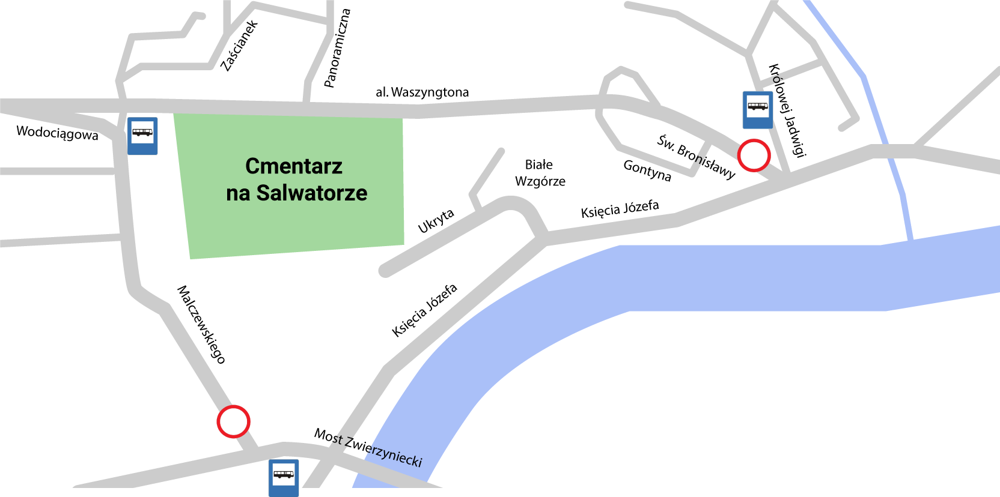 Zaścianek
Panoramiczna
al. Waszyngtona
Królowej Jadwigi
Wodociągowa
Św. Bronisławy
Gontyna
Cmentarz
na Salwatorze
Białe
Wzgórze
Ukryta
Księcia Józefa
Księcia Józefa
Malczewskiego
Most Zwierzyniecki